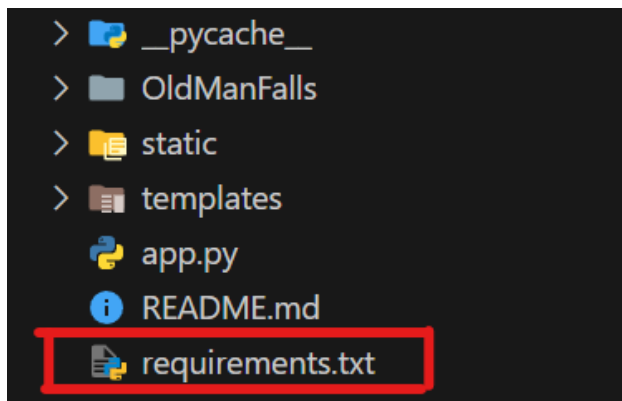 __pycache__
OldManFalls
static
templates
app.py
README.md
requirements.txt